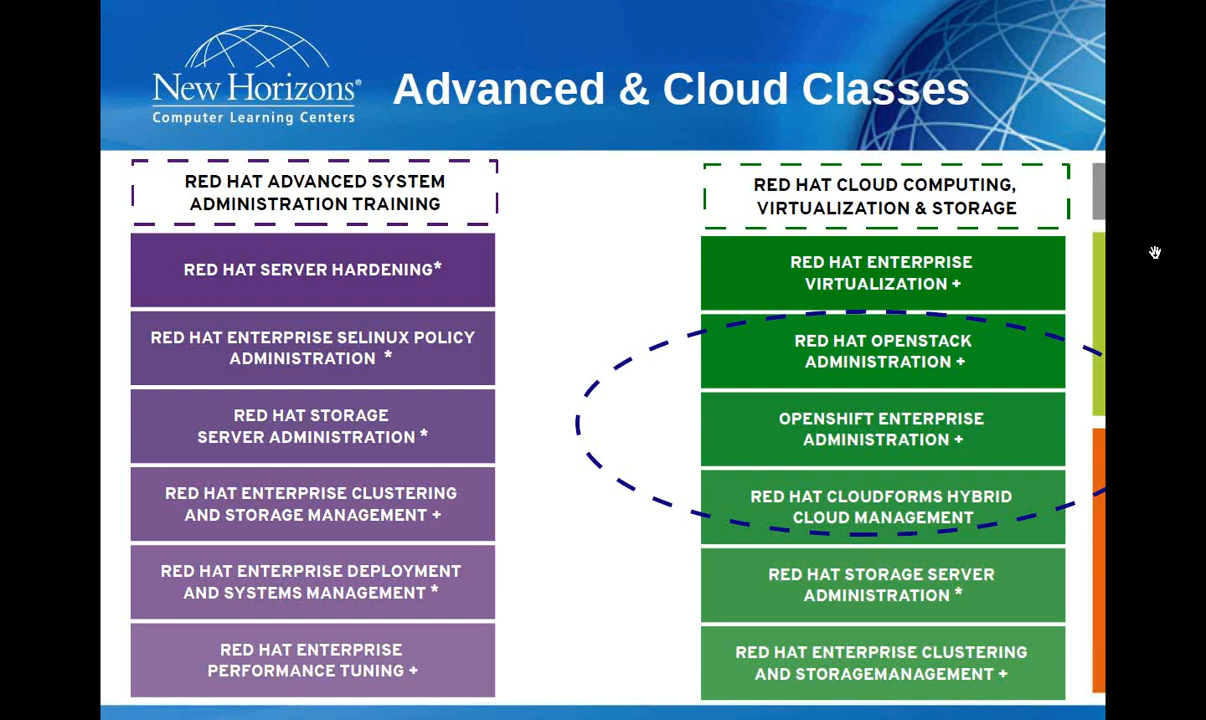 New Horizons®
Computer Learning Centers
Advanced & Cloud Classes
RED HAT ADVANCED SYSTEM
ADMINISTRATION TRAINING
RED HAT SERVER HARDENING*
RED HAT ENTERPRISE SELINUX POLICY
ADMINISTRATION *
RED HAT STORAGE
SERVER ADMINISTRATION *
RED HAT ENTERPRISE CLUSTERING
AND STORAGE MANAGEMENT +
RED HAT ENTERPRISE DEPLOYMENT
AND SYSTEMS MANAGEMENT *
RED HAT ENTERPRISE
PERFORMANCE TUNING +
RED HAT CLOUD COMPUTING,
VIRTUALIZATION & STORAGE
RED HAT ENTERPRISE
VIRTUALIZATION +
RED HAT OPENSTACK
ADMINISTRATION +
OPENSHIFT ENTERPRISE
ADMINISTRATION +
RED HAT CLOUDFORMS HYBRID
CLOUD MANAGEMENT
RED HAT STORAGE SERVER
ADMINISTRATION *
RED HAT ENTERPRISE CLUSTERING
AND STORAGEMANAGEMENT +